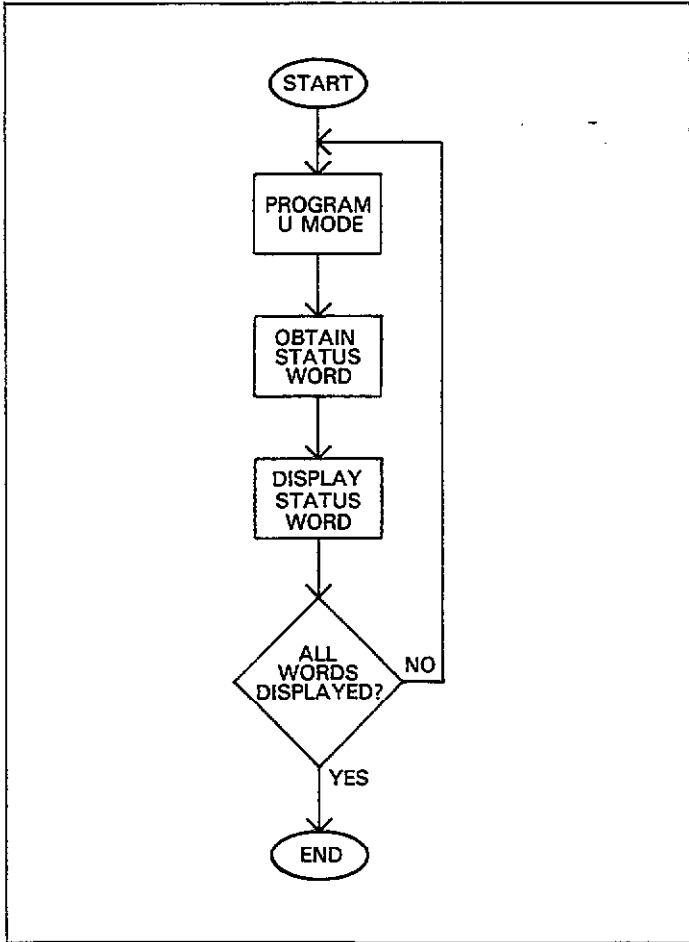 START
PROGRAM
U MODE
OBTAIN
STATUS
WORD
DISPLAY
STATUS
WORD
ALL
WORDS
DISPLAYED?
NO
YES
END